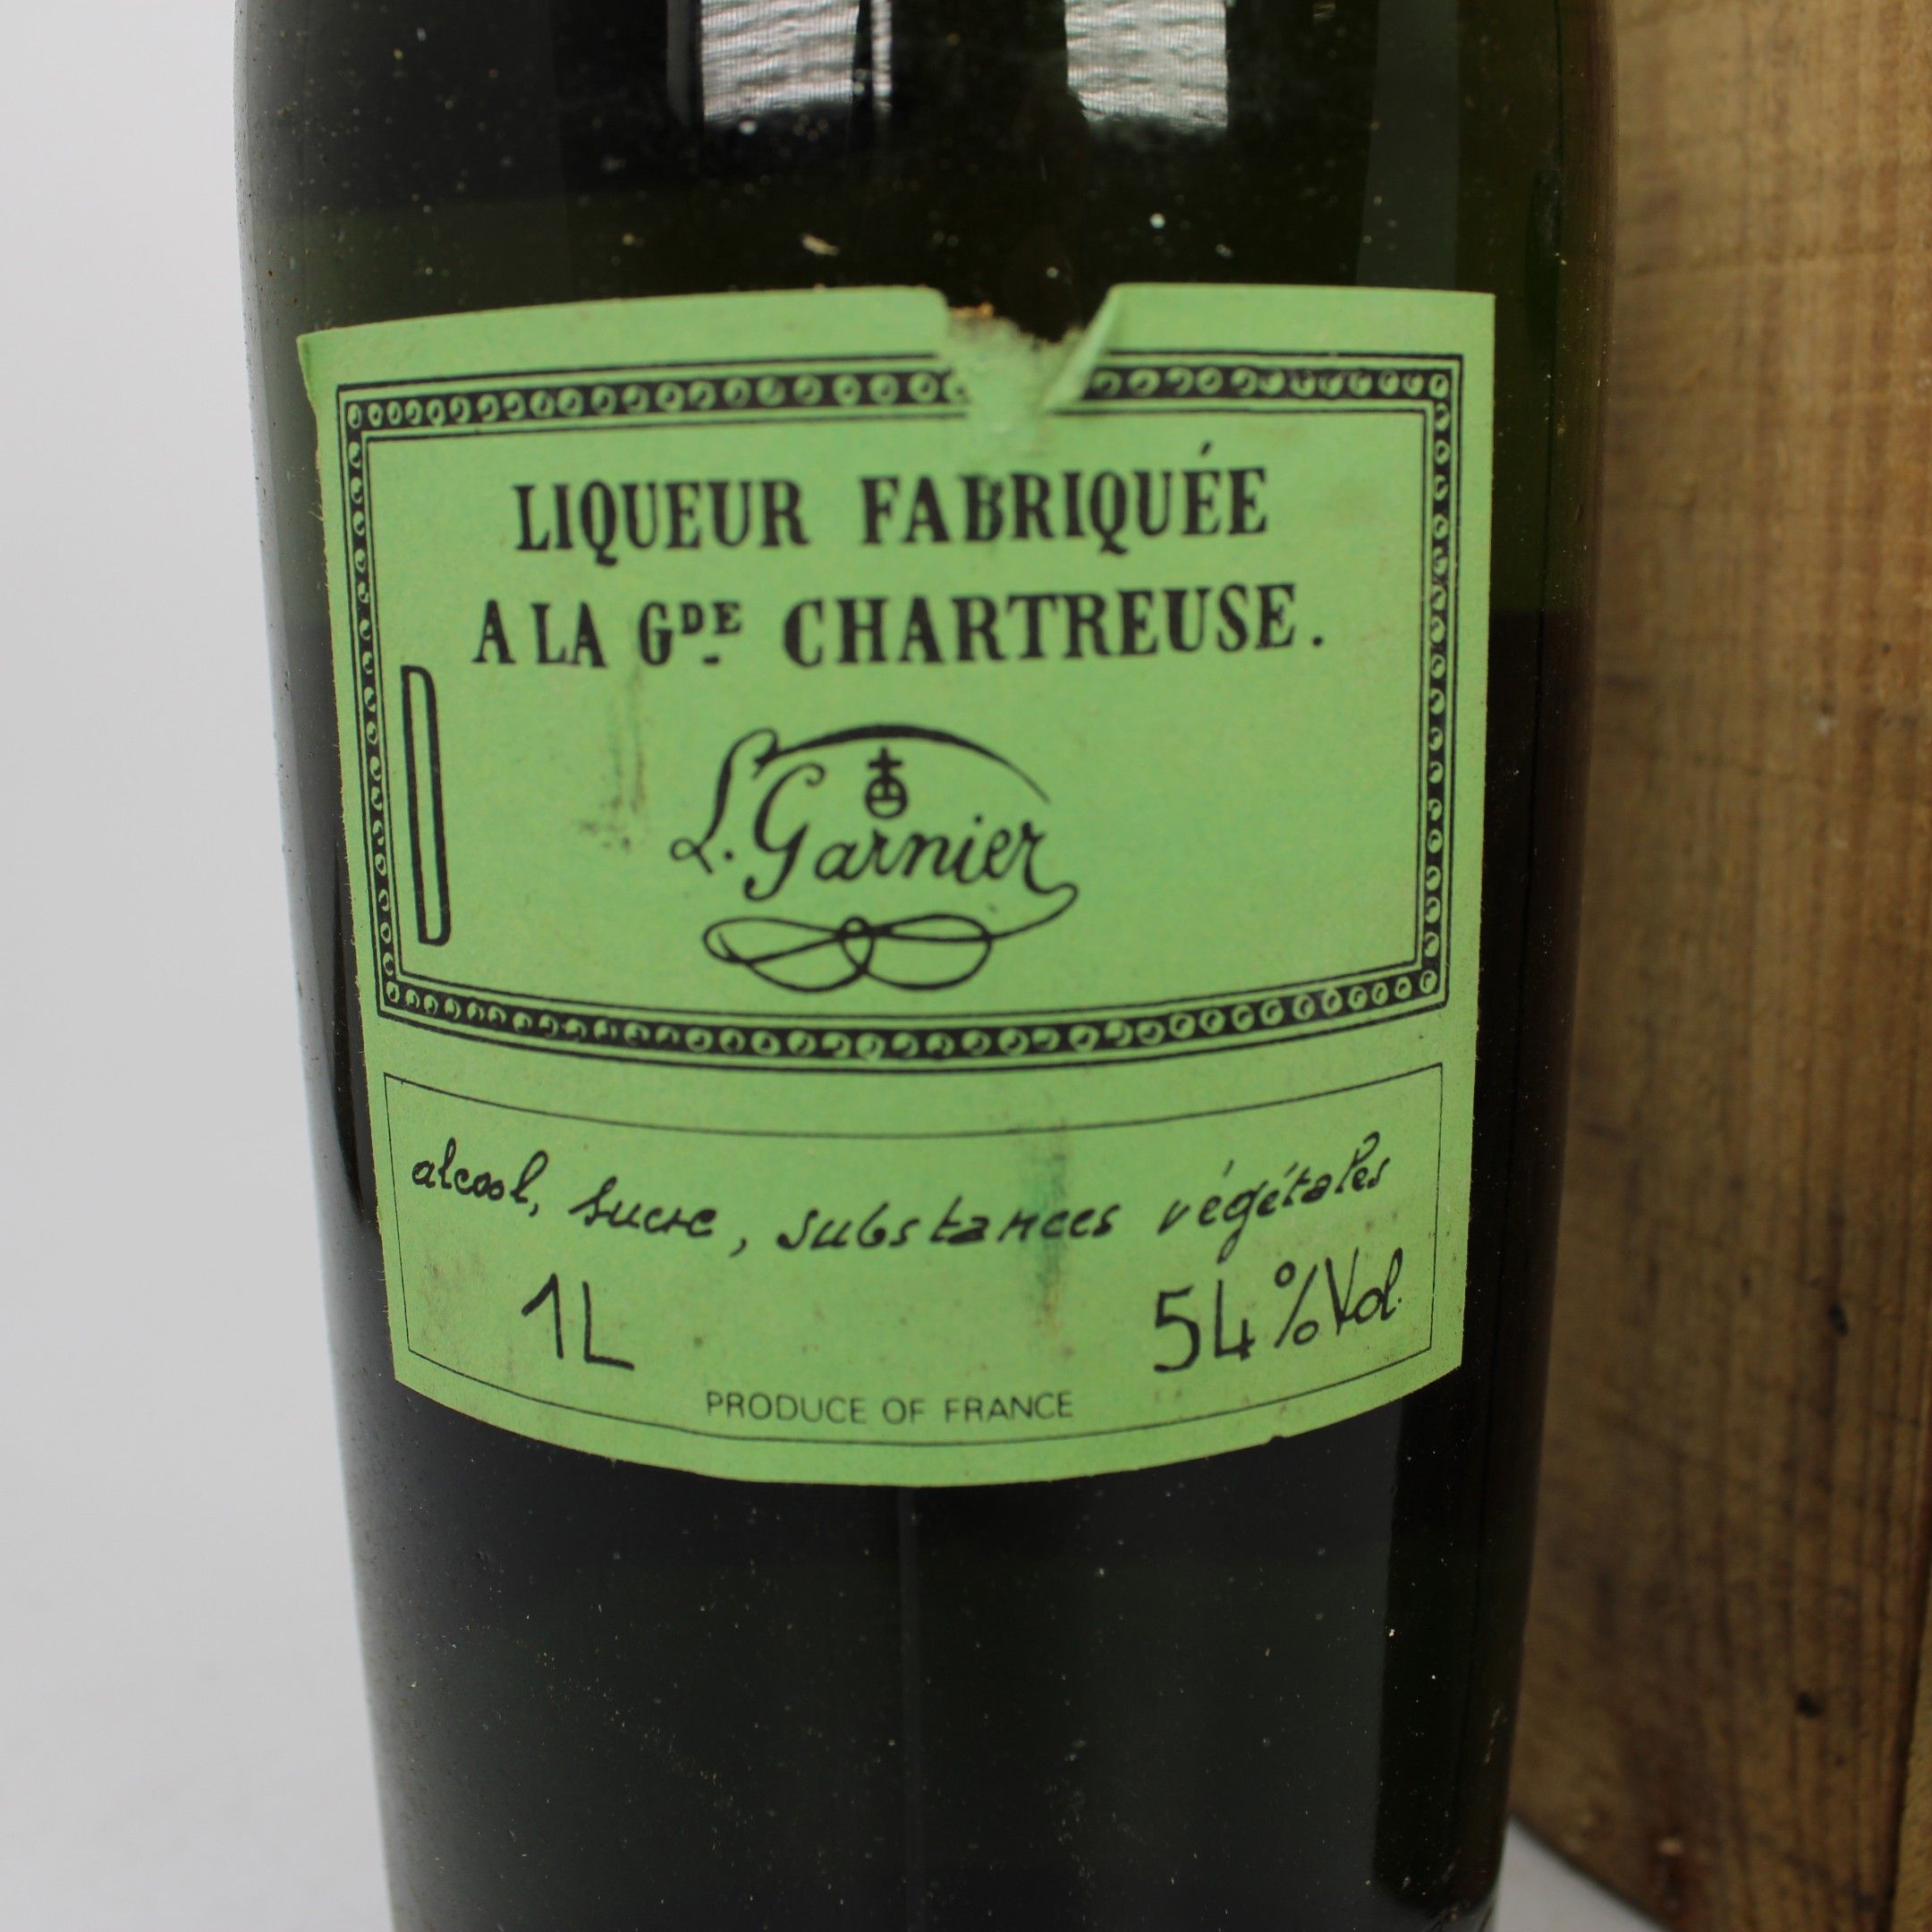 LIQUEUR FABRIQUÉE
A LA GDE CHARTREUSE.
D
L. Garnier
alcool, sucre, substances végétales
1L 54% Vol.
PRODUCE OF FRANCE